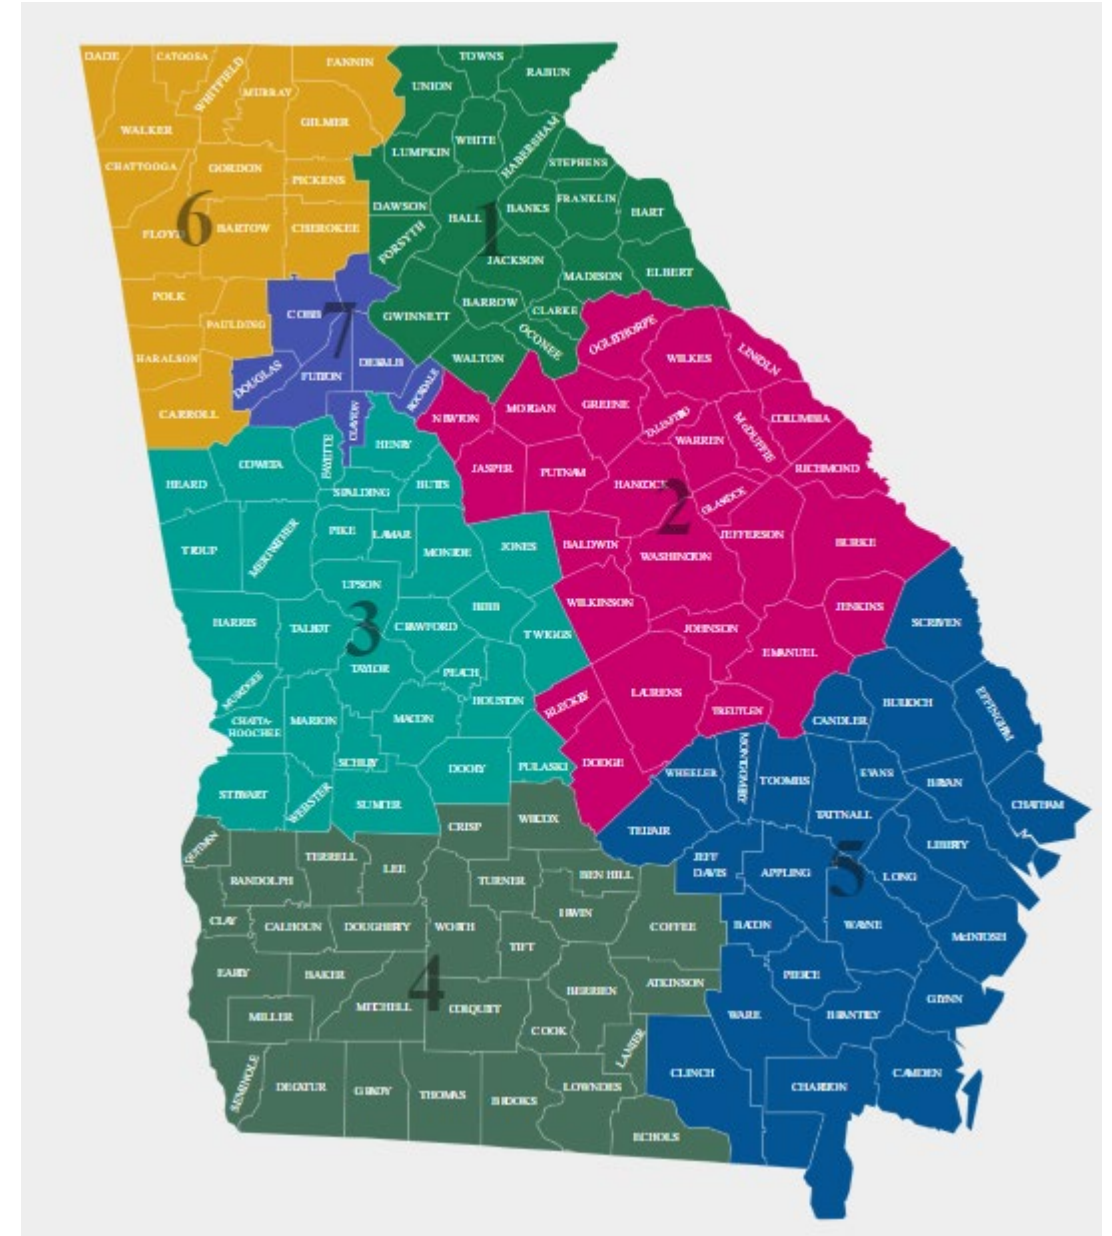 DADE
CATOOSA
WHITFIELD
MURRAY
FANNIN
WALKER
GILMER
CHATTOOGA
GORDON
PICKENS
6
FLOYD
BARTOW
CHEROKEE
POLK
PAULDING
HARALSON
CARROLL
TOWNS
RABUN
UNION
WHITE
HABERSHAM
LUMPKIN
STEPHENS
DAWSON
HALL
BANKS
FRANKLIN
HART
1
FORSYTH
JACKSON
MADISON
ELBERT
GWINNETT
BARROW
CLARKE
OCONEE
WALTON
7
COBB
DEKALB
DOUGLAS
FULTON
ROCKDALE
CLAYTON
OGLETHORPE
WILKES
LINCOLN
NEWTON
MORGAN
GREENE
TALIAFERRO
WARREN
McDUFFIE
COLUMBIA
JASPER
PUTNAM
HANCOCK
RICHMOND
2
GLASCOCK
BALDWIN
WASHINGTON
JEFFERSON
BURKE
WILKINSON
JOHNSON
JENKINS
EMANUEL
LAURENS
BLECKLEY
TREUTLEN
DODGE
HENRY
FAYETTE
COWETA
HEARD
SPALDING
BUTTS
TROUP
MERIWETHER
PIKE
LAMAR
MONROE
JONES
UPSON
BIBB
HARRIS
TALBOT
3
CRAWFORD
TWIGGS
TAYLOR
PEACH
MUSCOGEE
HOUSTON
CHATTA-
HOOCHEE
MARION
MACON
SCHLEY
DOOLY
PULASKI
STEWART
WEBSTER
SUMTER
QUITMAN
CRISP
WILCOX
TERRELL
LEE
RANDOLPH
TURNER
BEN HILL
CLAY
CALHOUN
DOUGHERTY
WORTH
IRWIN
COFFEE
TIFT
EARLY
BAKER
4
MITCHELL
COLQUITT
BERRIEN
ATKINSON
MILLER
COOK
LANIER
SEMINOLE
DECATUR
GRADY
THOMAS
BROOKS
LOWNDES
ECHOLS
SCREVEN
BULLOCH
EFFINGHAM
CANDLER
WHEELER
MONTGOMERY
TOOMBS
EVANS
BRYAN
CHATHAM
TATTNALL
TELFAIR
LIBERTY
JEFF
DAVIS
APPLING
5
LONG
BACON
WAYNE
McINTOSH
PIERCE
WARE
BRANTLEY
GLYNN
CLINCH
CHARLTON
CAMDEN